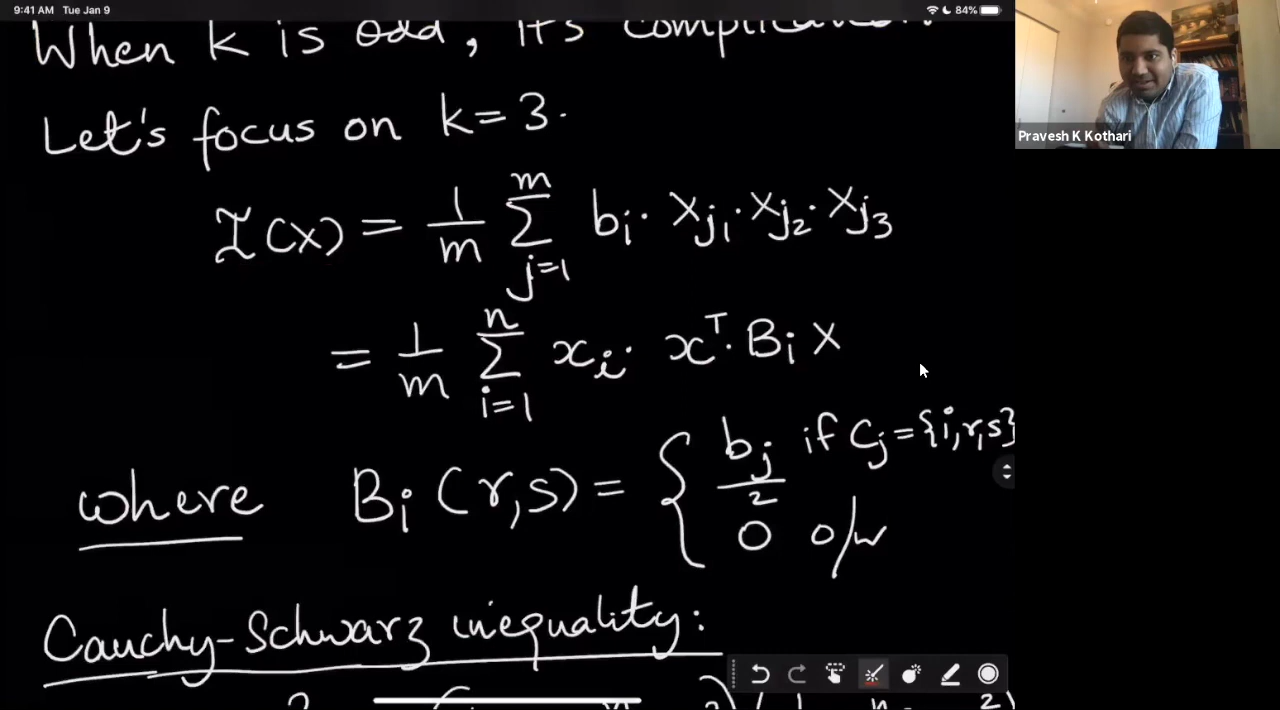 9:41 AM Tue Jan 9
84%
When k is odd, it's complicated.
Let's focus on k=3.
Pravesh K Kothari
I(x) = 1/m ∑_{j=1}^{m} b_i · x_{j_1} · x_{j_2} · x_{j_3}
= 1/m ∑_{i=1}^{n} x_i · x^T · B_i x
where B_i (r,s) = { b_j/2 if C_j = {i,r,s}
0 o/w
Cauchy-Schwarz inequality: